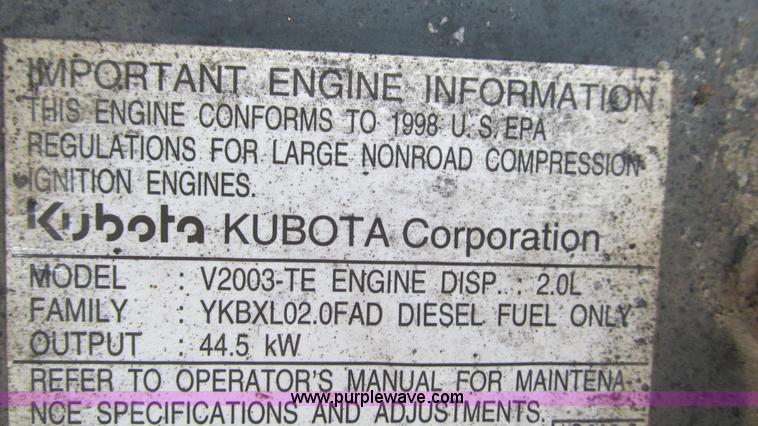 IMPORTANT ENGINE INFORMATION
THIS ENGINE CONFORMS TO 1998 U.S. EPA
REGULATIONS FOR LARGE NONROAD COMPRESSION
IGNITION ENGINES.
Kubota KUBOTA Corporation
MODEL : V2003-TE ENGINE DISP. : 2.0L
FAMILY : YKBXL02.0FAD DIESEL FUEL ONLY
OUTPUT : 44.5 kW
REFER TO OPERATOR'S MANUAL FOR MAINTENA-
NCE SPECIFICATIONS AND ADJUSTMENTS.
www.purplewave.com